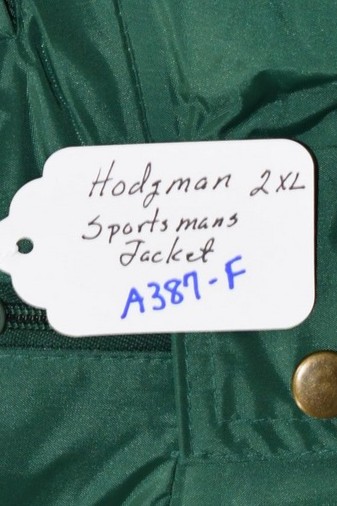 Hodgman 2XL
Sportsmans
Jacket
A387-F